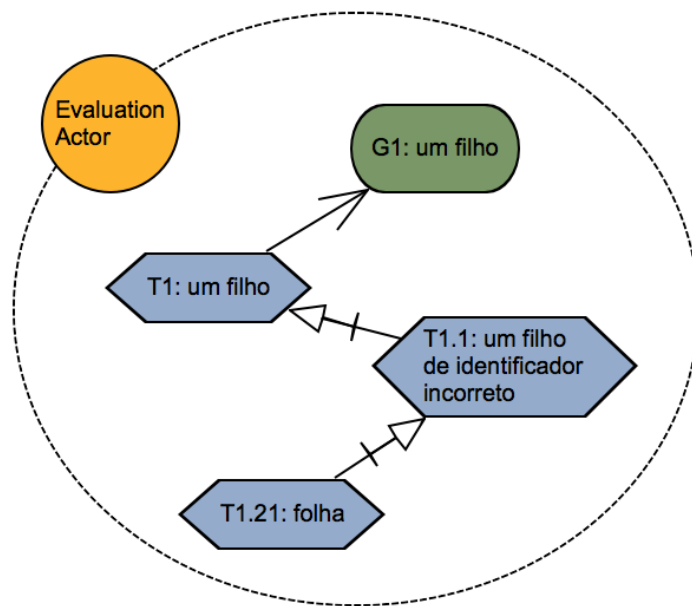 Evaluation
Actor
G1: um filho
T1: um filho
T1.1: um filho
de identificador
incorreto
T1.21: folha